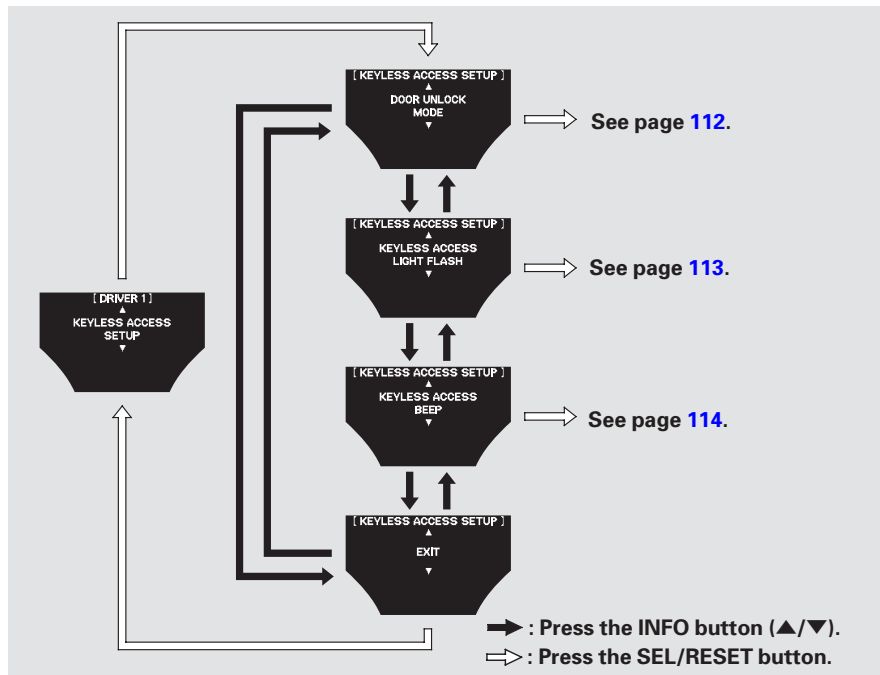 [ KEYLESS ACCESS SETUP ]
▲
DOOR UNLOCK
MODE
▼
See page 112.
[ KEYLESS ACCESS SETUP ]
▲
KEYLESS ACCESS
LIGHT FLASH
▼
See page 113.
[ DRIVER 1 ]
▲
KEYLESS ACCESS
SETUP
▼
[ KEYLESS ACCESS SETUP ]
▲
KEYLESS ACCESS
BEEP
▼
See page 114.
[ KEYLESS ACCESS SETUP ]
▲
EXIT
▼
: Press the INFO button (▲/▼).
: Press the SEL/RESET button.